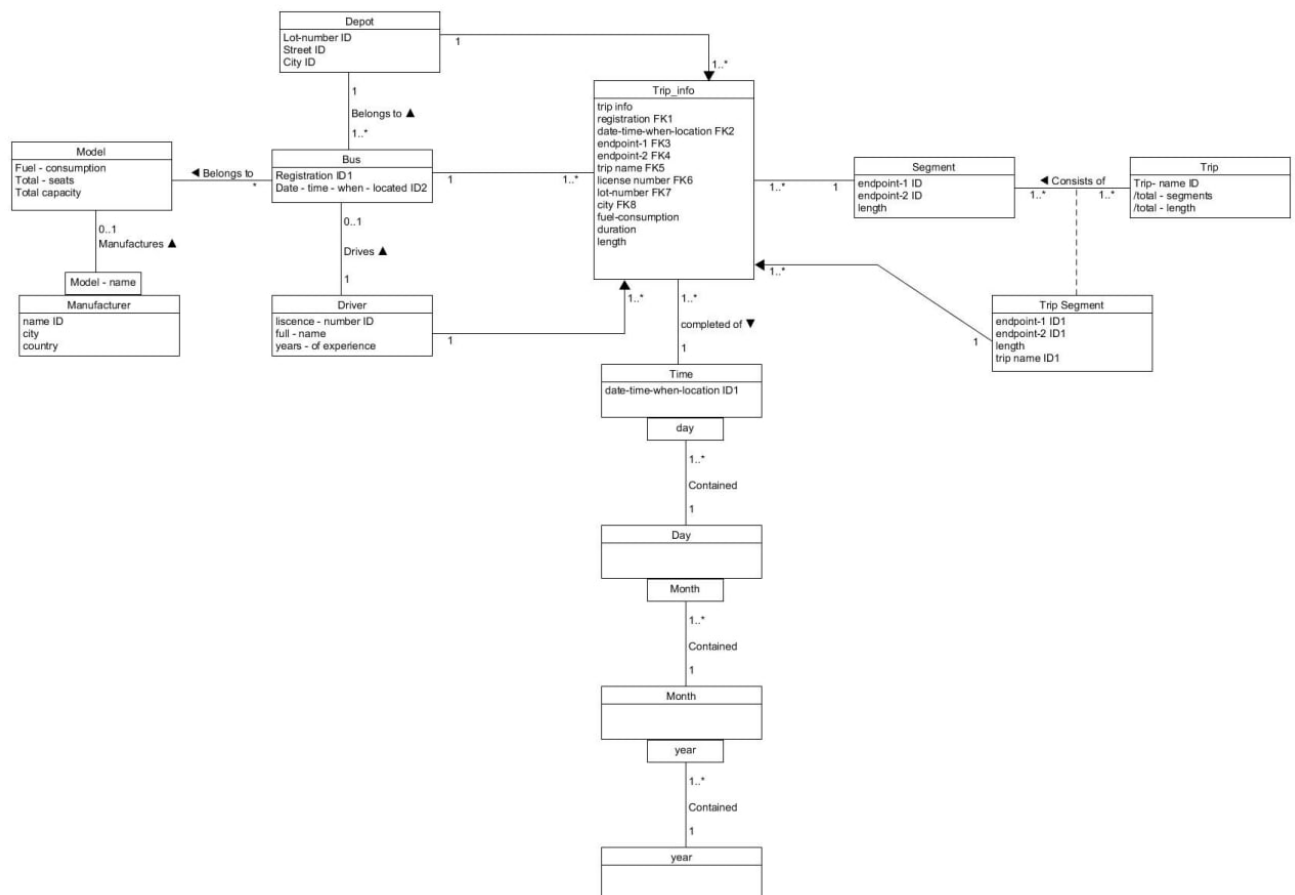 Depot
Lot-number ID
Street ID
City ID
1
1..*
1
Belongs to ▲
1..*
Trip_info
trip info
registration FK1
date-time-when-location FK2
endpoint-1 FK3
endpoint-2 FK4
trip name FK5
license number FK6
lot-number FK7
city FK8
fuel-consumption
duration
length
Model
Fuel - consumption
Total - seats
Total capacity
◄ Belongs to
*
Bus
Registration ID1
Date - time - when - located ID2
1
1..*
1..*
1
Segment
endpoint-1 ID
endpoint-2 ID
length
◄ Consists of
1..*
1..*
Trip
Trip- name ID
/total - segments
/total - length
0..1
Manufactures ▲
Model - name
Manufacturer
name ID
city
country
0..1
Drives ▲
1
Driver
liscence - number ID
full - name
years - of experience
1
1..*
1..*
1
Trip Segment
endpoint-1 ID1
endpoint-2 ID1
length
trip name ID1
1..*
completed of ▼
1
Time
date-time-when-location ID1
day
1..*
Contained
1
Day
Month
1..*
Contained
1
Month
year
1..*
Contained
1
year